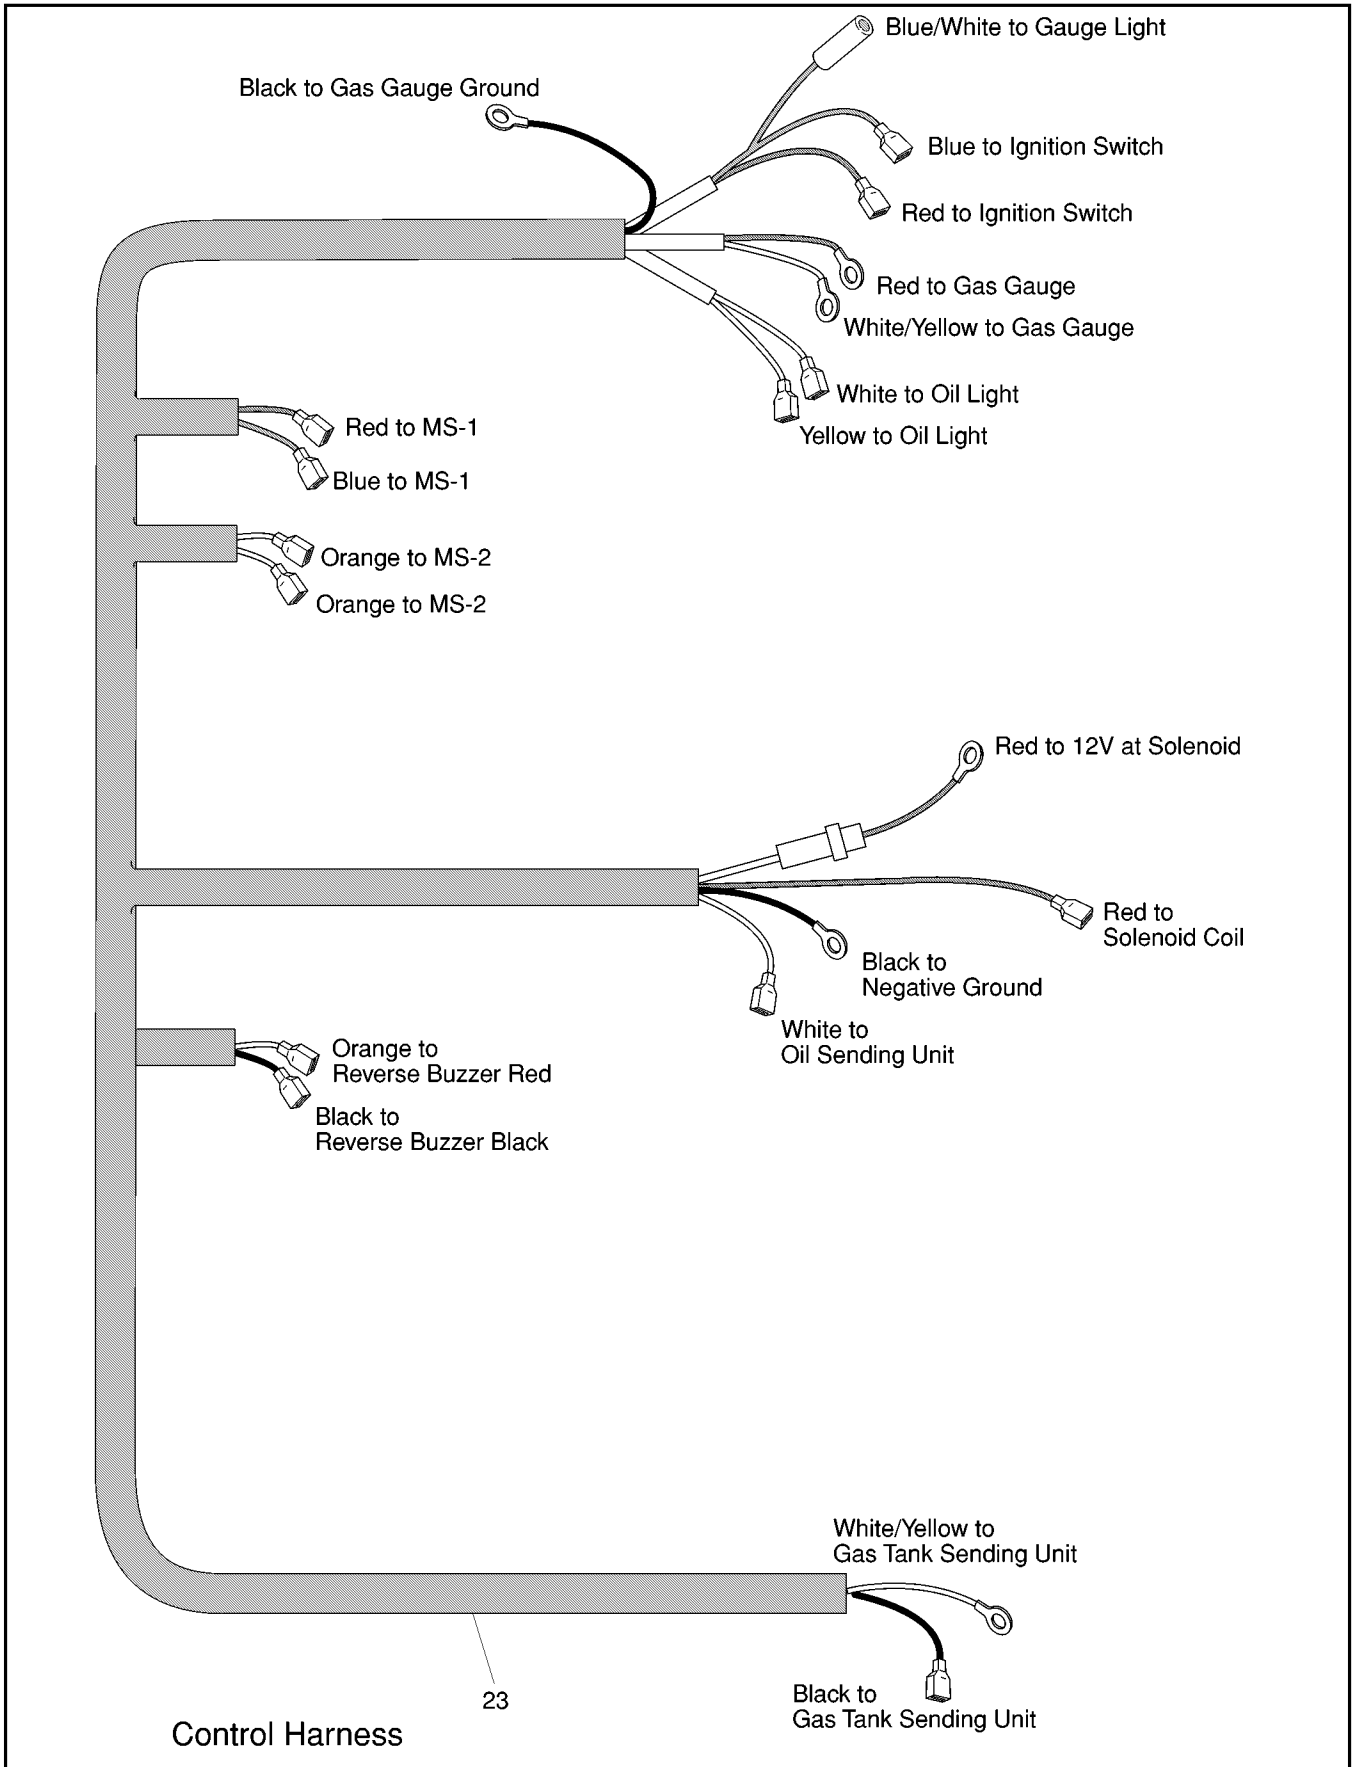 Blue/White to Gauge Light
Black to Gas Gauge Ground
Blue to Ignition Switch
Red to Ignition Switch
Red to Gas Gauge
White/Yellow to Gas Gauge
White to Oil Light
Yellow to Oil Light
Red to MS-1
Blue to MS-1
Orange to MS-2
Orange to MS-2
Red to 12V at Solenoid
Red to
Solenoid Coil
Black to
Negative Ground
White to
Oil Sending Unit
Orange to
Reverse Buzzer Red
Black to
Reverse Buzzer Black
White/Yellow to
Gas Tank Sending Unit
Black to
Gas Tank Sending Unit
23
Control Harness